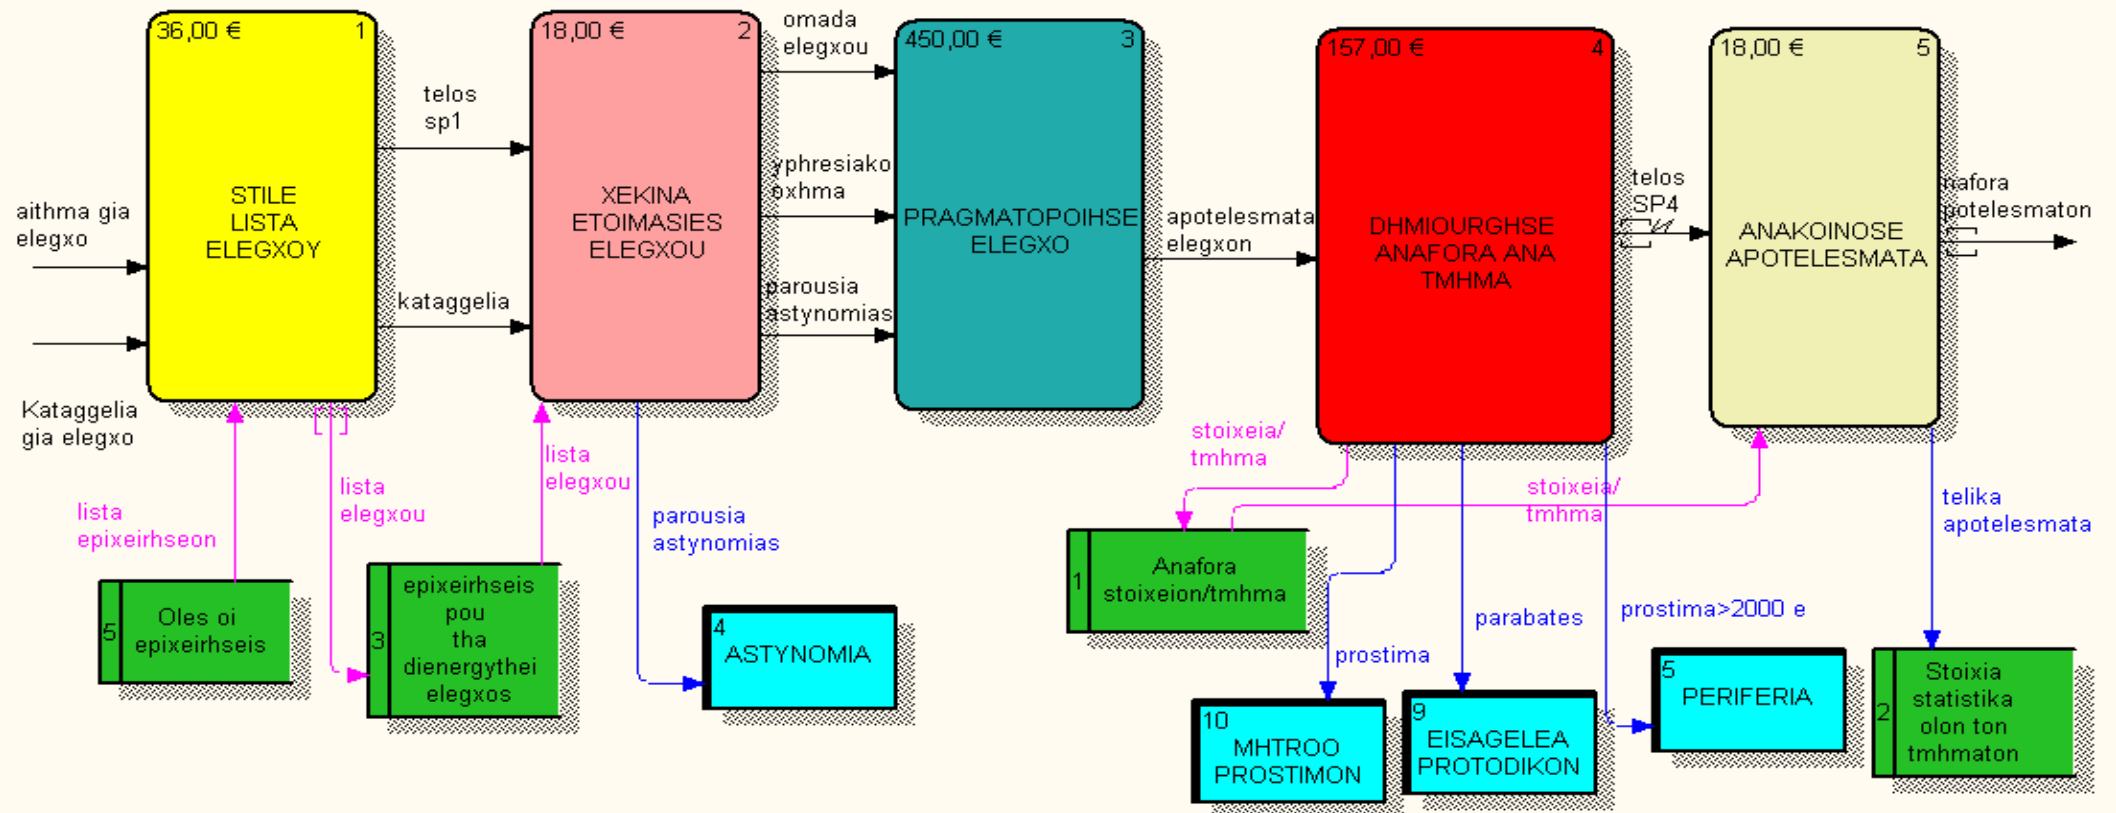 36,00 € 1
STILE
LISTA
ELEGXOY
18,00 € 2
XEKINA
ETOIMASIES
ELEGXOU
450,00 € 3
PRAGMATOPOIHSE
ELEGXO
157,00 € 4
DHMIOURGHSE
ANAFORA ANA
TMHMA
18,00 € 5
ANAKOINOSE
APOTELESMATA
aithma gia
elegxo
Kataggelia
gia elegxo
telos
sp1
kataggelia
omada
elegxou
yphresiako
oxhma
parousia
astynomias
apotelesmata
elegxon
telos
SP4
nafora
potelesmaton
lista
epixeirhseon
lista
elegxou
lista
elegxou
parousia
astynomias
stoixeia/
tmhma
stoixeia/
tmhma
telika
apotelesmata
prostima
parabates
prostima>2000 e
5
Oles oi
epixeirhseis
3
epixeirhseis
pou
tha
dienergythei
elegxos
4
ASTYNOMIA
1
Anafora
stoixeion/tmhma
10
MHTROO
PROSTIMON
9
EISAGELEA
PROTODIKON
5
PERIFERIA
2
Stoixia
statistika
olon ton
tmhmaton